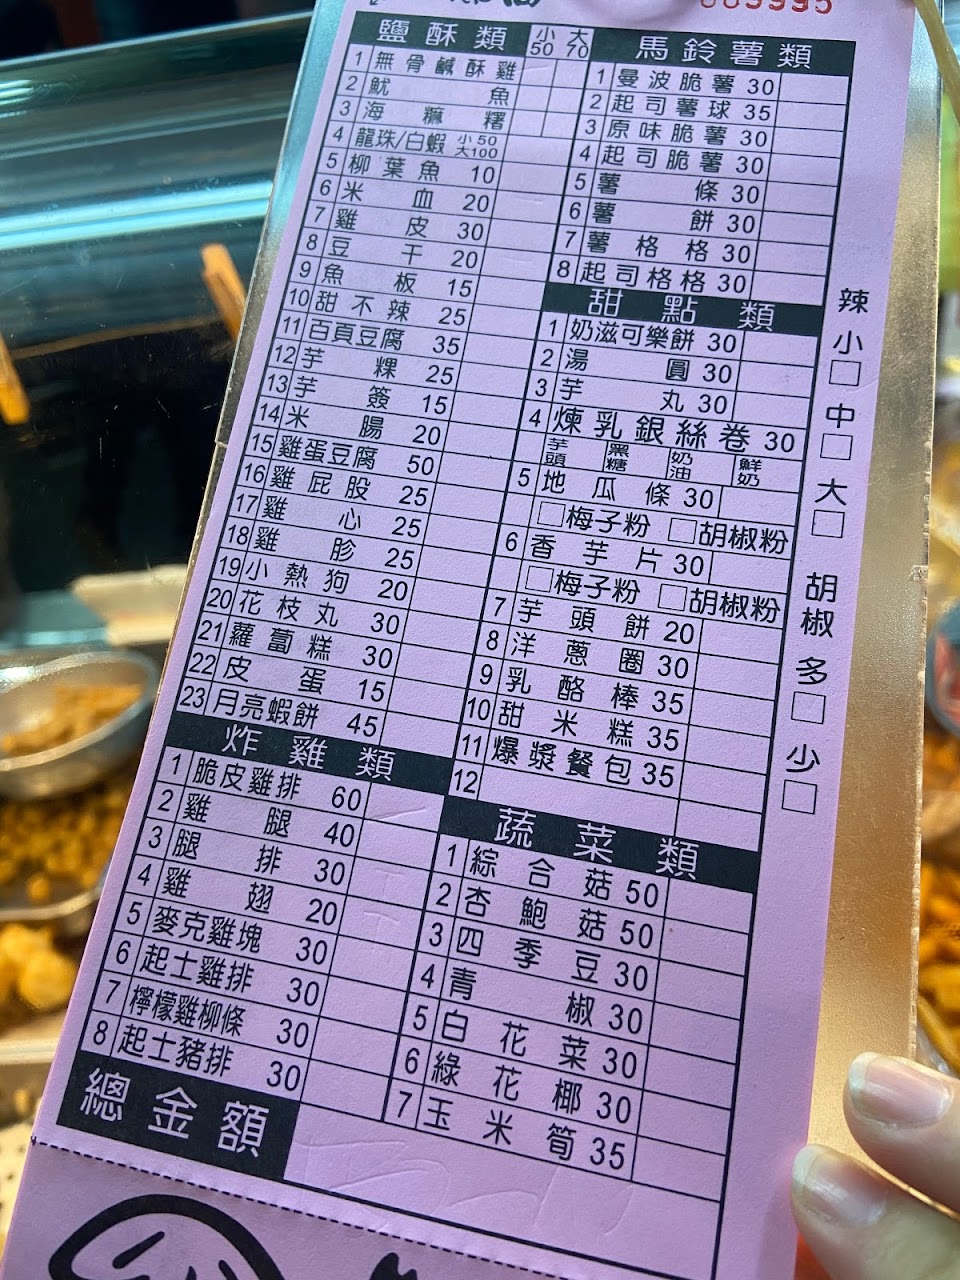 鹽酥類 小50 大70
1 無骨鹹酥雞
2 魷魚
3 海嘛糬
4 龍珠/白蝦 小50 大100
5 柳葉魚 10
6 米血 20
7 雞皮 30
8 豆干 20
9 魚板 15
10 甜不辣 25
11 百頁豆腐 35
12 芋粿 25
13 芋簽 15
14 米腸 20
15 雞蛋豆腐 50
16 雞屁股 25
17 雞心 25
18 雞胗 25
19 小熱狗 20
20 花枝丸 30
21 蘿蔔糕 30
22 皮蛋 15
23 月亮蝦餅 45
炸雞類
1 脆皮雞排 60
2 雞腿 40
3 腿排 30
4 雞翅 20
5 麥克雞塊 30
6 起士雞排 30
7 檸檬雞柳條 30
8 起士豬排 30
總金額
馬鈴薯類
1 曼波脆薯 30
2 起司薯球 35
3 原味脆薯 30
4 起司脆薯 30
5 薯條 30
6 薯餅 30
7 薯格格 30
8 起司格格 30
甜點類
1 奶滋可樂餅 30
2 湯圓 30
3 芋丸 30
4 煉乳銀絲卷 30
芋頭 黑糖 奶油 鮮奶
5 地瓜條 30
□梅子粉 □胡椒粉
6 香芋片 30
□梅子粉 □胡椒粉
7 芋頭餅 20
8 洋蔥圈 30
9 乳酪棒 35
10 甜米糕 35
11 爆漿餐包 35
12
蔬菜類
1 綜合菇 50
2 杏鮑菇 50
3 四季豆 30
4 青椒 30
5 白花菜 30
6 綠花椰 30
7 玉米筍 35
辣 小□ 中□ 大□
胡椒 多□ 少□